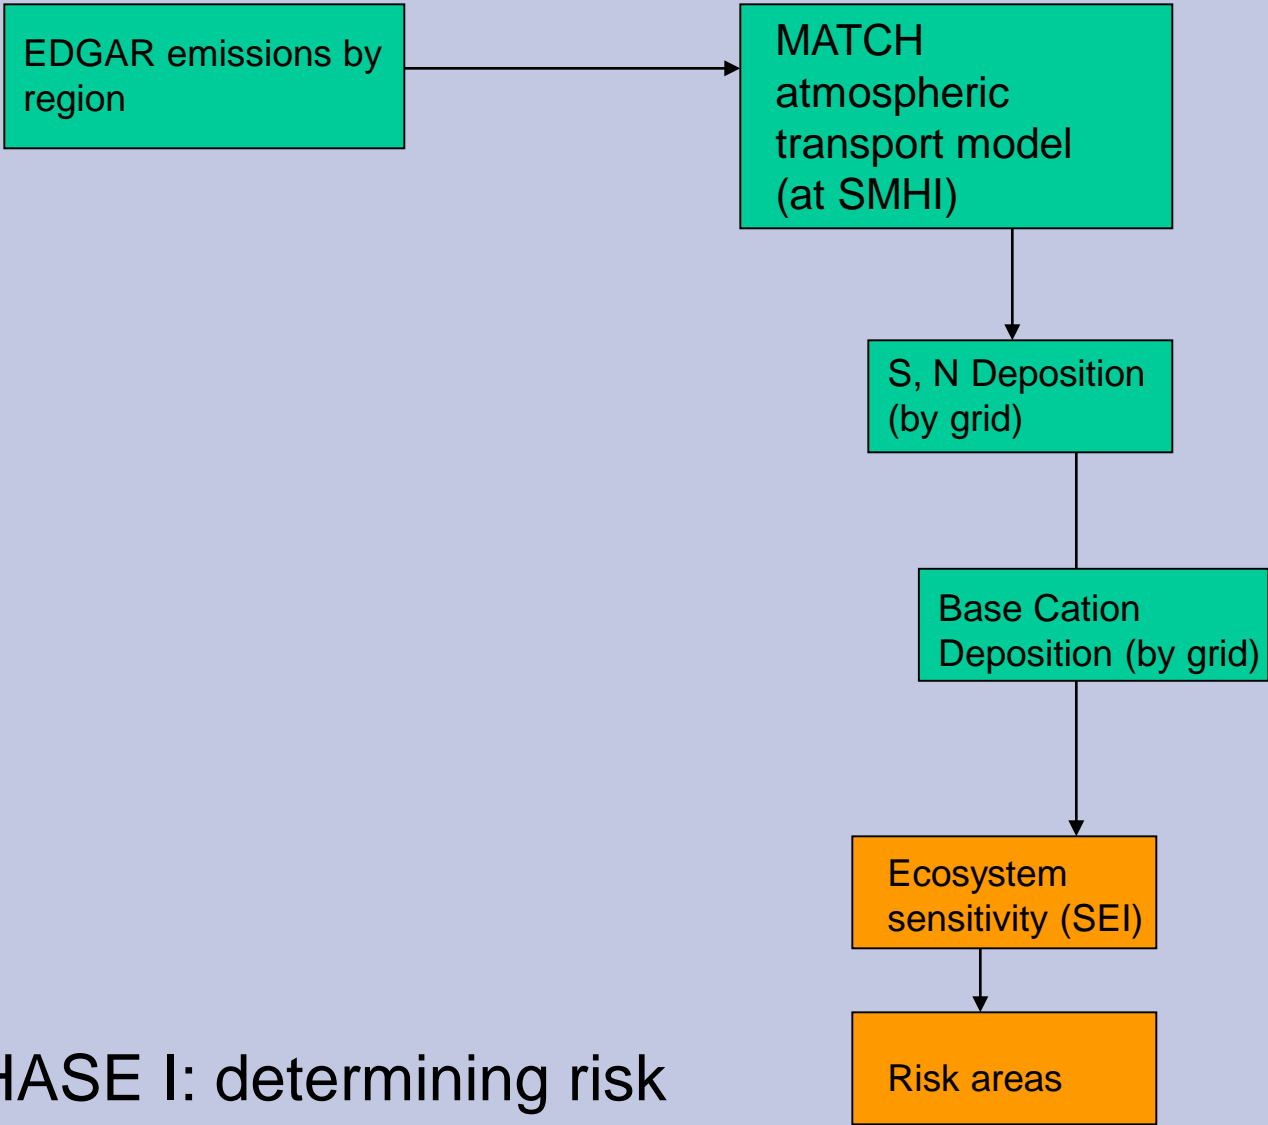 EDGAR emissions by
region
MATCH
atmospheric
transport model
(at SMHI)
S, N Deposition
(by grid)
Base Cation
Deposition (by grid)
Ecosystem
sensitivity (SEI)
Risk areas
HASE I: determining risk